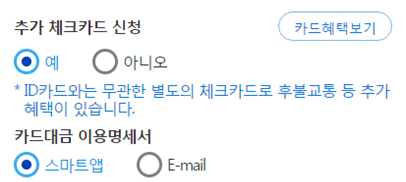 추가 체크카드 신청 카드혜택보기
예 아니오
* ID카드와는 무관한 별도의 체크카드로 후불교통 등 추가
혜택이 있습니다.
카드대금 이용명세서
스마트앱 E-mail